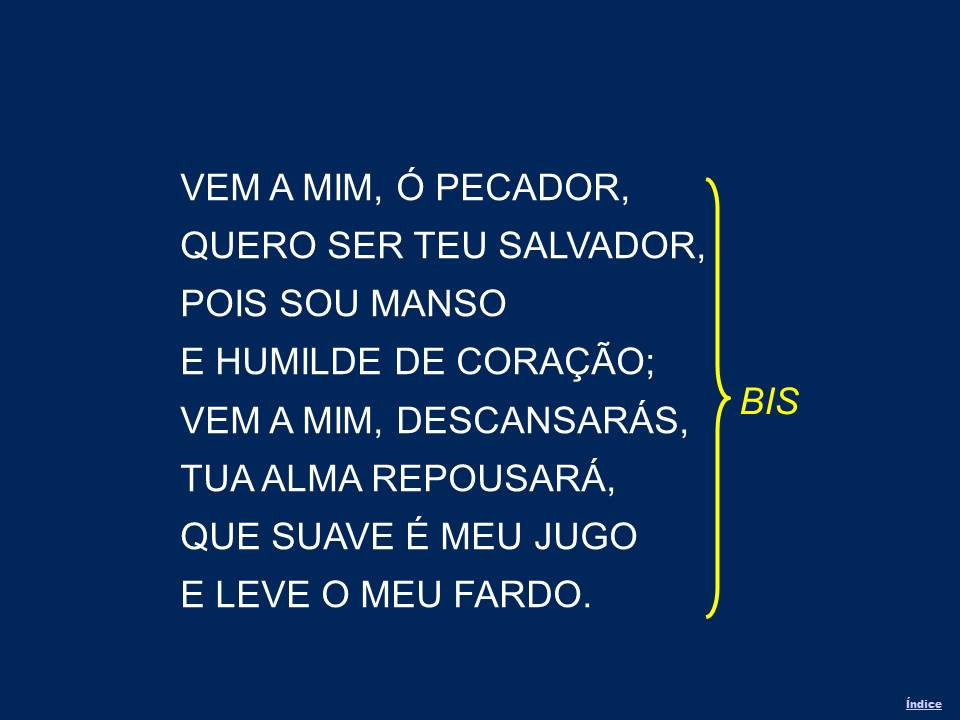 VEM A MIM, Ó PECADOR,
QUERO SER TEU SALVADOR,
POIS SOU MANSO
E HUMILDE DE CORAÇÃO;
VEM A MIM, DESCANSARÁS,
TUA ALMA REPOUSARÁ,
QUE SUAVE É MEU JUGO
E LEVE O MEU FARDO.
BIS
Índice